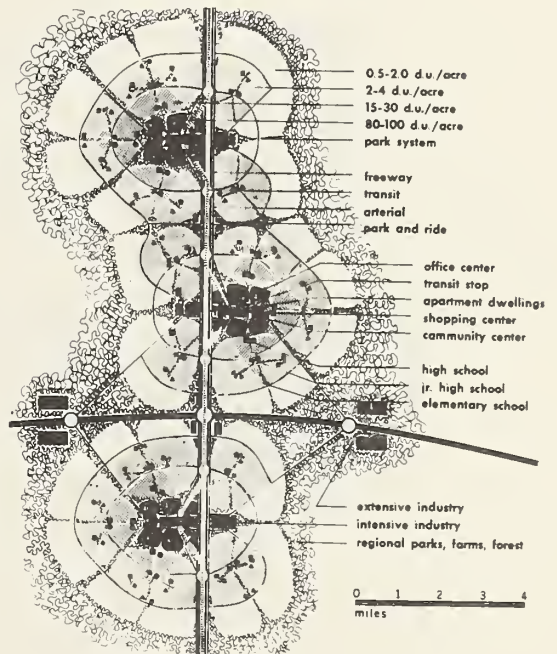 0.5-2.0 d.u./acre
2-4 d.u./acre
15-30 d.u./acre
80-100 d.u./acre
park system
freeway
transit
arterial
park and ride
office center
transit stop
apartment dwellings
shopping center
cammunity center
high school
jr. high school
elementary school
extensive industry
intensive industry
regional parks, farms, forest
0 1 2 3 4
miles